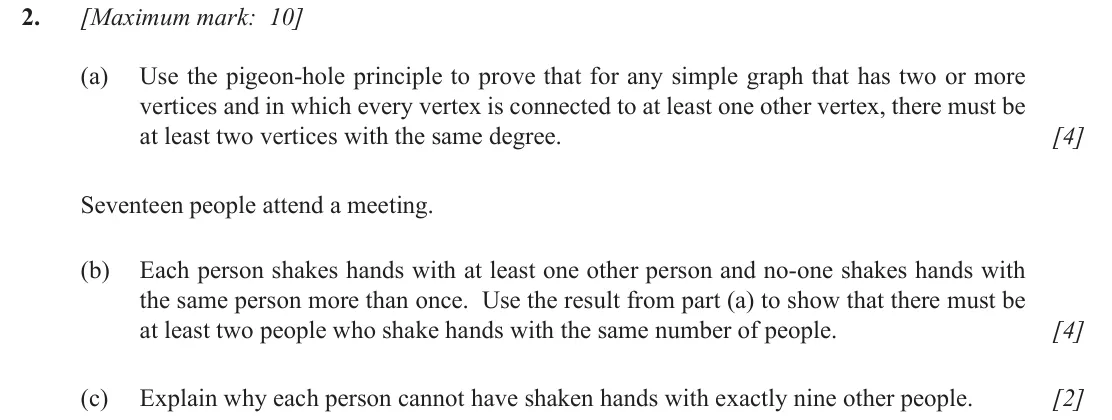 2. [Maximum mark: 10]
(a) Use the pigeon-hole principle to prove that for any simple graph that has two or more
vertices and in which every vertex is connected to at least one other vertex, there must be
at least two vertices with the same degree. [4]
Seventeen people attend a meeting.
(b) Each person shakes hands with at least one other person and no-one shakes hands with
the same person more than once. Use the result from part (a) to show that there must be
at least two people who shake hands with the same number of people. [4]
(c) Explain why each person cannot have shaken hands with exactly nine other people. [2]